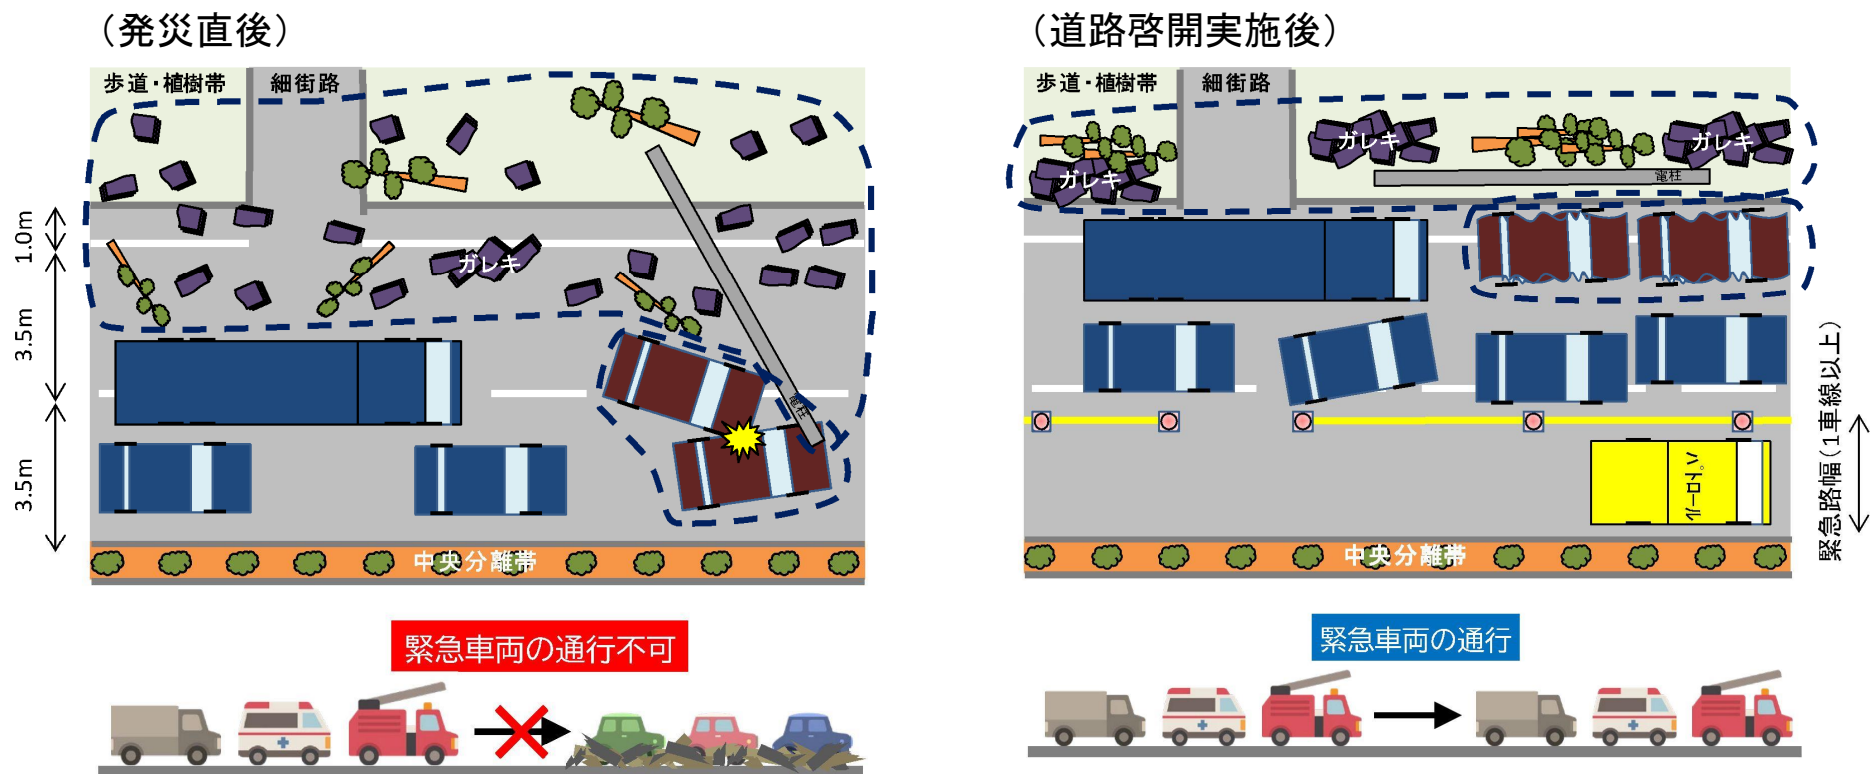 （発災直後）
歩道・植樹帯
細街路
1.0m
3.5m
3.5m
ガレキ
電柱
中央分離帯
緊急車両の通行不可
（道路啓開実施後）
歩道・植樹帯
細街路
ガレキ
ガレキ
ガレキ
電柱
パトロール
緊急路幅（１車線以上）
中央分離帯
緊急車両の通行